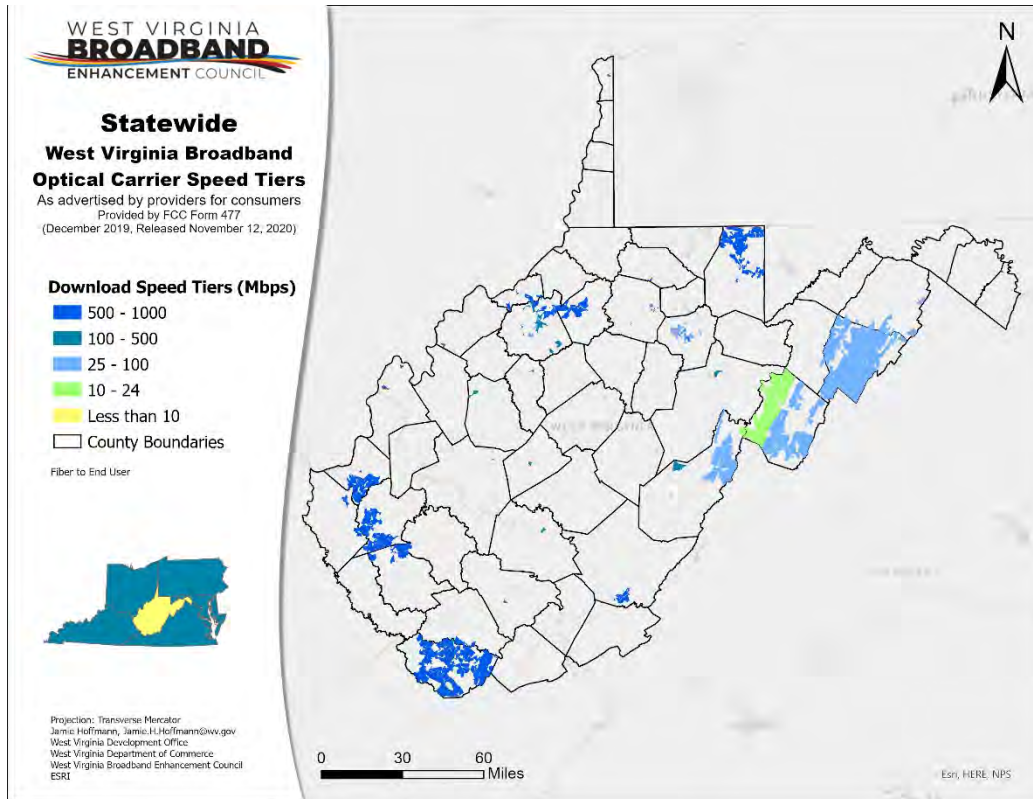 WEST VIRGINIA
BROADBAND
ENHANCEMENT COUNCIL
Statewide
West Virginia Broadband
Optical Carrier Speed Tiers
As advertised by providers for consumers
Provided by FCC Form 477
(December 2019, Released November 12, 2020)
Download Speed Tiers (Mbps)
500 - 1000
100 - 500
25 - 100
10 - 24
Less than 10
County Boundaries
Fiber to End User
Projection: Transverse Mercator
Jamie Hoffmann, Jamie.H.Hoffmann@wv.gov
West Virginia Development Office
West Virginia Department of Commerce
West Virginia Broadband Enhancement Council
ESRI
N
0 30 60
Miles
Esri, HERE, NPS